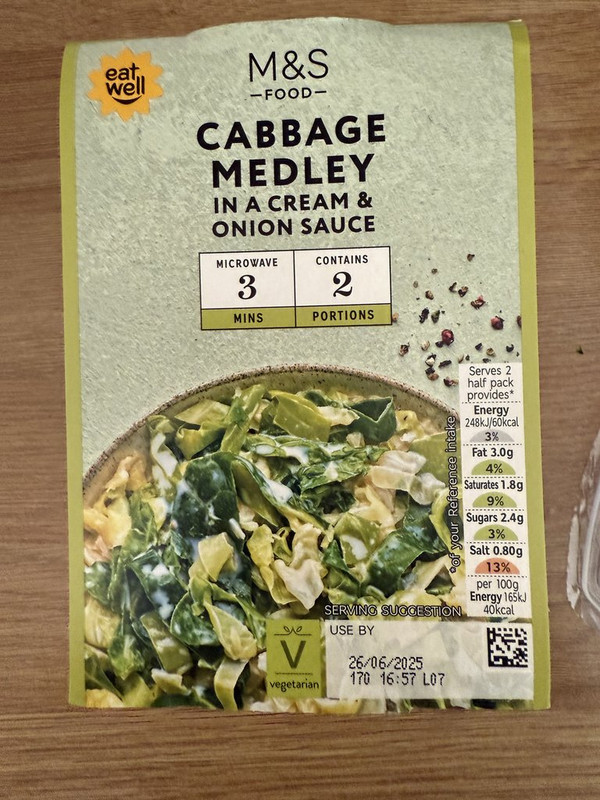 eat
well
M&S
—FOOD—
CABBAGE
MEDLEY
IN A CREAM &
ONION SAUCE
MICROWAVE
3
MINS
CONTAINS
2
PORTIONS
Serves 2
half pack
provides*
Energy
248kJ/60kcal
3%
Fat 3.0g
4%
Saturates 1.8g
9%
Sugars 2.4g
3%
Salt 0.80g
13%
per 100g
Energy 165kJ
40kcal
*of your Reference intake
SERVING SUGGESTION
V
vegetarian
USE BY
26/06/2025
170 16:57 L07